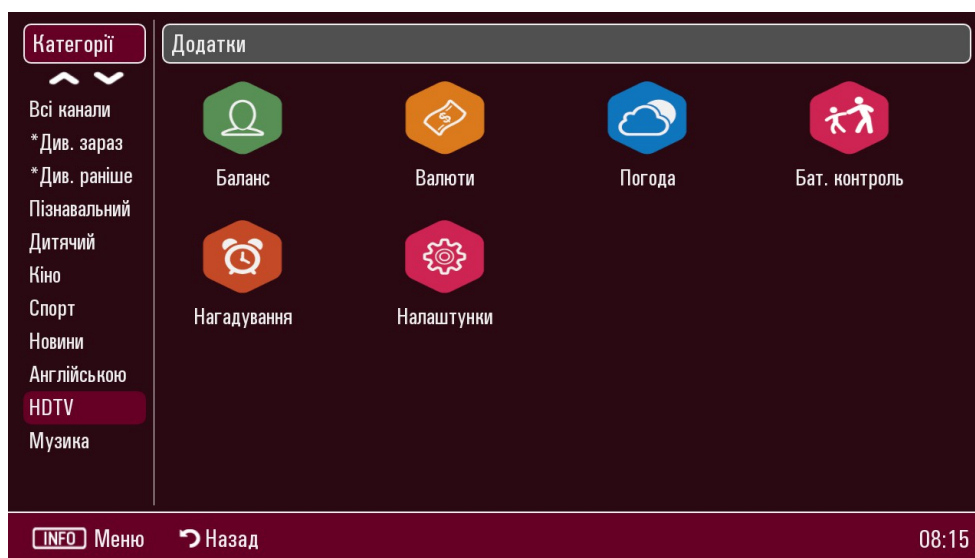 Категорії
Додатки
Всі канали
*Див. зараз
*Див. раніше
Пізнавальний
Дитячий
Кіно
Спорт
Новини
Англійською
HDTV
Музика
Баланс
Валюти
Погода
Бат. контроль
Нагадування
Налаштунки
INFO Меню
Назад
08:15